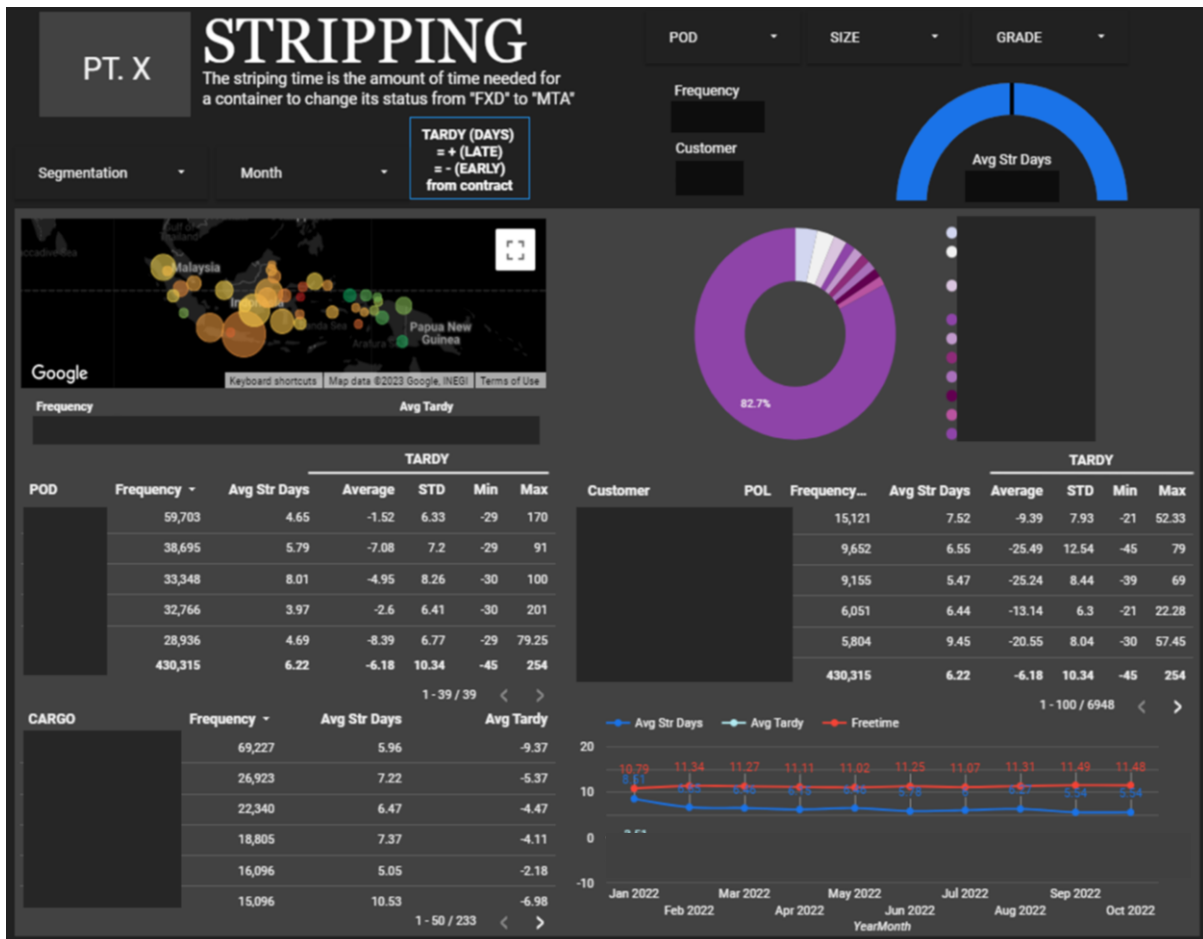 PT. X
STRIPPING
The striping time is the amount of time needed for
a container to change its status from "FXD" to "MTA"
POD
SIZE
GRADE
Frequency
Customer
Avg Str Days
Segmentation
Month
TARDY (DAYS)
= + (LATE)
= - (EARLY)
from contract
Malaysia
Papua New
Guinea
Google
Keyboard shortcuts
Map data ©2023 Google, INEGI
Terms of Use
82.7%
Frequency Avg Tardy
TARDY
POD Frequency Avg Str Days Average STD Min Max
59,703 4.65 -1.52 6.33 -29 170
38,695 5.79 -7.08 7.2 -29 91
33,348 8.01 -4.95 8.26 -30 100
32,766 3.97 -2.6 6.41 -30 201
28,936 4.69 -8.39 6.77 -29 79.25
430,315 6.22 -6.18 10.34 -45 254
1 - 39 / 39
TARDY
Customer POL Frequency... Avg Str Days Average STD Min Max
15,121 7.52 -9.39 7.93 -21 52.33
9,652 6.55 -25.49 12.54 -45 79
9,155 5.47 -25.24 8.44 -39 69
6,051 6.44 -13.14 6.3 -21 22.28
5,804 9.45 -20.55 8.04 -30 57.45
430,315 6.22 -6.18 10.34 -45 254
1 - 100 / 6948
CARGO Frequency Avg Str Days Avg Tardy
69,227 5.96 -9.37
26,923 7.22 -5.37
22,340 6.47 -4.47
18,805 7.37 -4.11
16,096 5.05 -2.18
15,096 10.53 -6.98
1 - 50 / 233
Avg Str Days Avg Tardy Freetime
20
10
0
-10
10.79 11.34 11.27 11.11 11.02 11.25 11.07 11.31 11.49 11.48
5.54 5.54
Jan 2022 Mar 2022 May 2022 Jul 2022 Sep 2022
Feb 2022 Apr 2022 Jun 2022 Aug 2022 Oct 2022
YearMonth